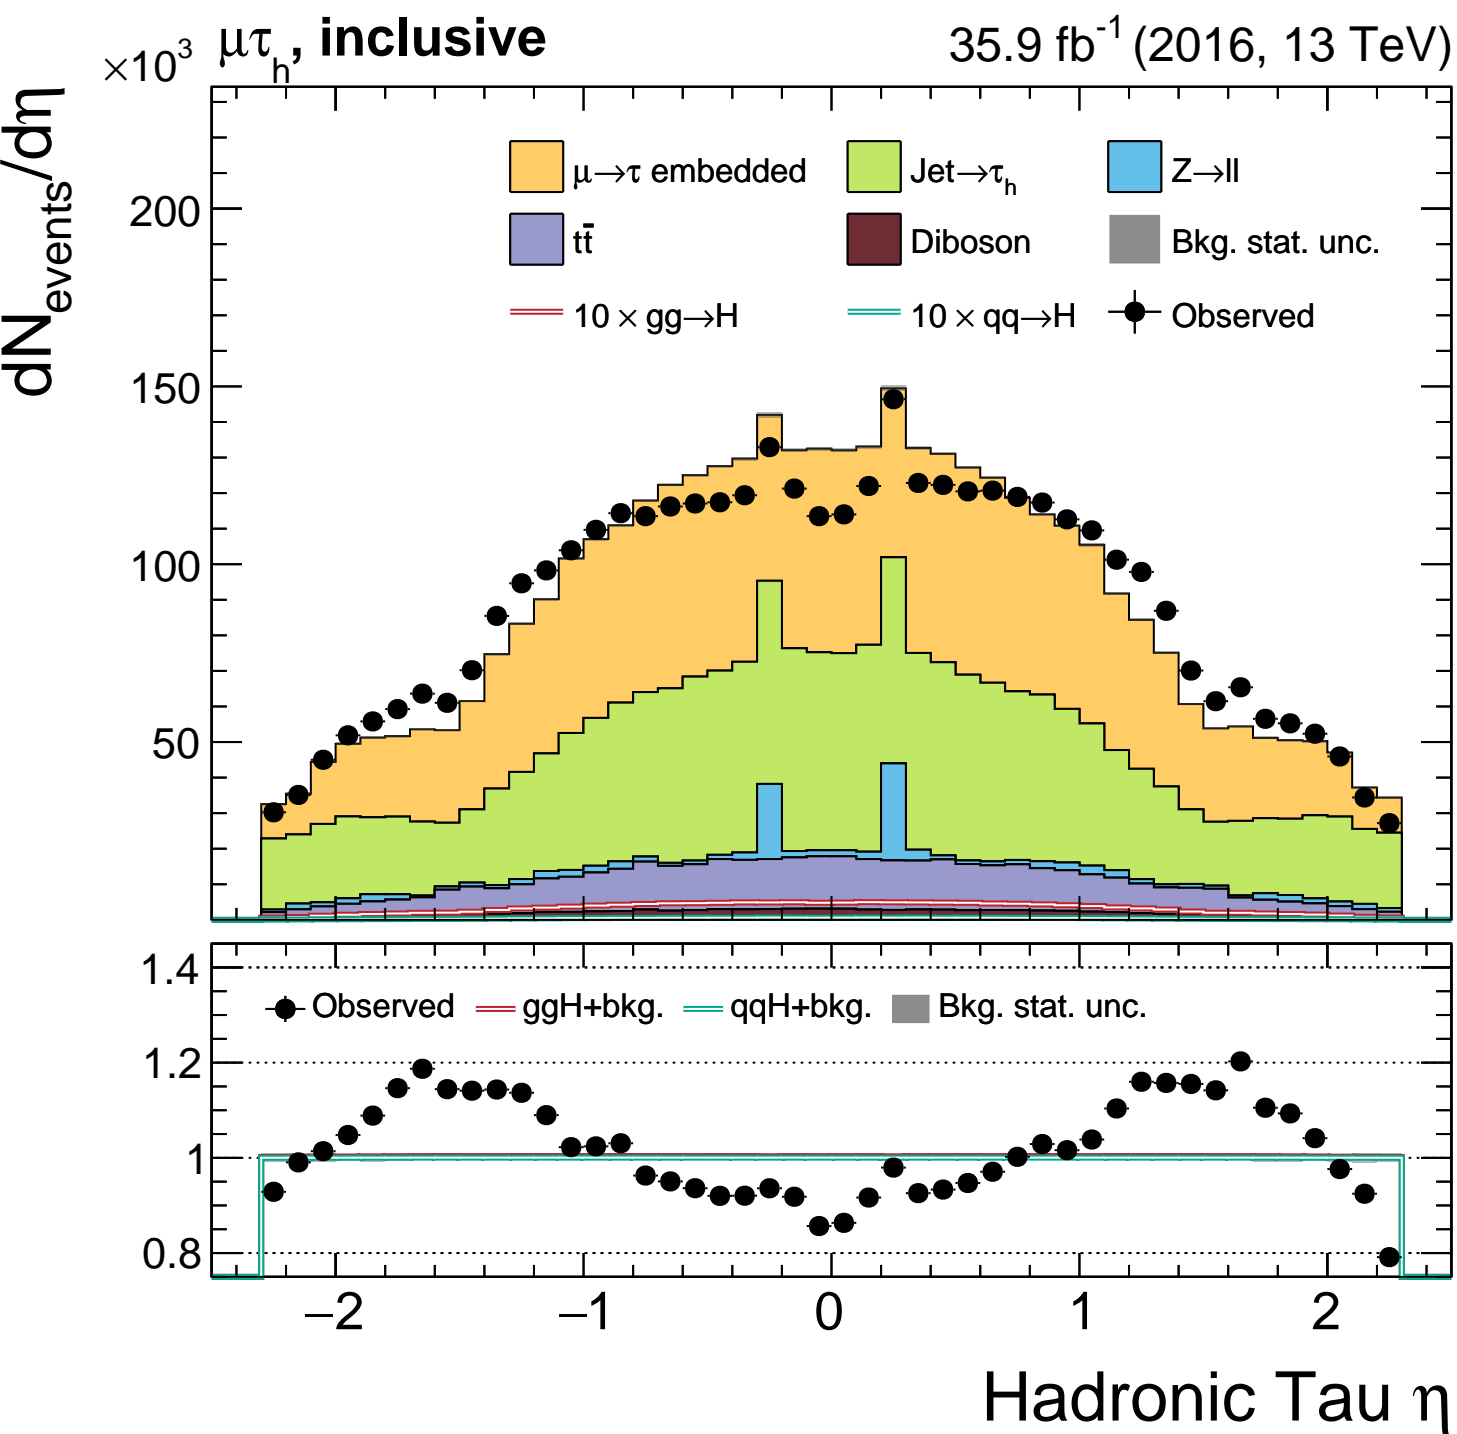 ×10³ μτₕ, inclusive 35.9 fb⁻¹ (2016, 13 TeV)
dN_events/dη
μ→τ embedded Jet→τₕ Z→ll
tt̄ Diboson Bkg. stat. unc.
10 × gg→H 10 × qq→H Observed
200
150
100
50
1.4
Observed ggH+bkg. qqH+bkg. Bkg. stat. unc.
1.2
1
0.8
−2 −1 0 1 2
Hadronic Tau η